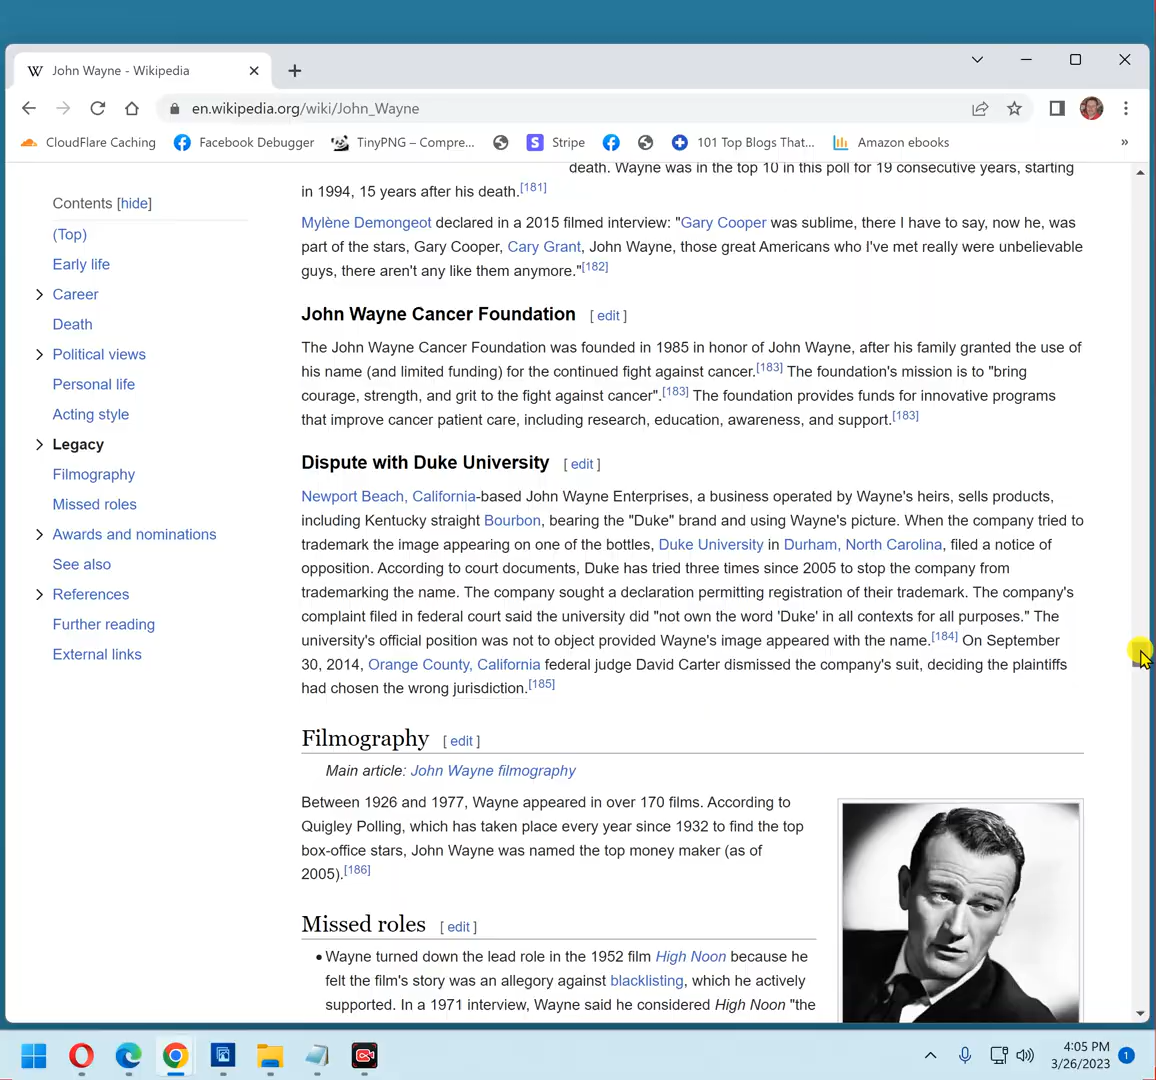 John Wayne - Wikipedia
en.wikipedia.org/wiki/John_Wayne
CloudFlare Caching Facebook Debugger TinyPNG – Compre... Stripe 101 Top Blogs That... Amazon ebooks »
Contents [hide]
(Top)
Early life
Career
Death
Political views
Personal life
Acting style
Legacy
Filmography
Missed roles
Awards and nominations
See also
References
Further reading
External links
death. Wayne was in the top 10 in this poll for 19 consecutive years, starting
in 1994, 15 years after his death.[181]
Mylène Demongeot declared in a 2015 filmed interview: "Gary Cooper was sublime, there I have to say, now he, was
part of the stars, Gary Cooper, Cary Grant, John Wayne, those great Americans who I've met really were unbelievable
guys, there aren't any like them anymore."[182]
John Wayne Cancer Foundation [ edit ]
The John Wayne Cancer Foundation was founded in 1985 in honor of John Wayne, after his family granted the use of
his name (and limited funding) for the continued fight against cancer.[183] The foundation's mission is to "bring
courage, strength, and grit to the fight against cancer".[183] The foundation provides funds for innovative programs
that improve cancer patient care, including research, education, awareness, and support.[183]
Dispute with Duke University [ edit ]
Newport Beach, California-based John Wayne Enterprises, a business operated by Wayne's heirs, sells products,
including Kentucky straight Bourbon, bearing the "Duke" brand and using Wayne's picture. When the company tried to
trademark the image appearing on one of the bottles, Duke University in Durham, North Carolina, filed a notice of
opposition. According to court documents, Duke has tried three times since 2005 to stop the company from
trademarking the name. The company sought a declaration permitting registration of their trademark. The company's
complaint filed in federal court said the university did "not own the word 'Duke' in all contexts for all purposes." The
university's official position was not to object provided Wayne's image appeared with the name.[184] On September
30, 2014, Orange County, California federal judge David Carter dismissed the company's suit, deciding the plaintiffs
had chosen the wrong jurisdiction.[185]
Filmography [ edit ]
Main article: John Wayne filmography
Between 1926 and 1977, Wayne appeared in over 170 films. According to
Quigley Polling, which has taken place every year since 1932 to find the top
box-office stars, John Wayne was named the top money maker (as of
2005).[186]
Missed roles [ edit ]
• Wayne turned down the lead role in the 1952 film High Noon because he
felt the film's story was an allegory against blacklisting, which he actively
supported. In a 1971 interview, Wayne said he considered High Noon "the
4:05 PM
3/26/2023
1